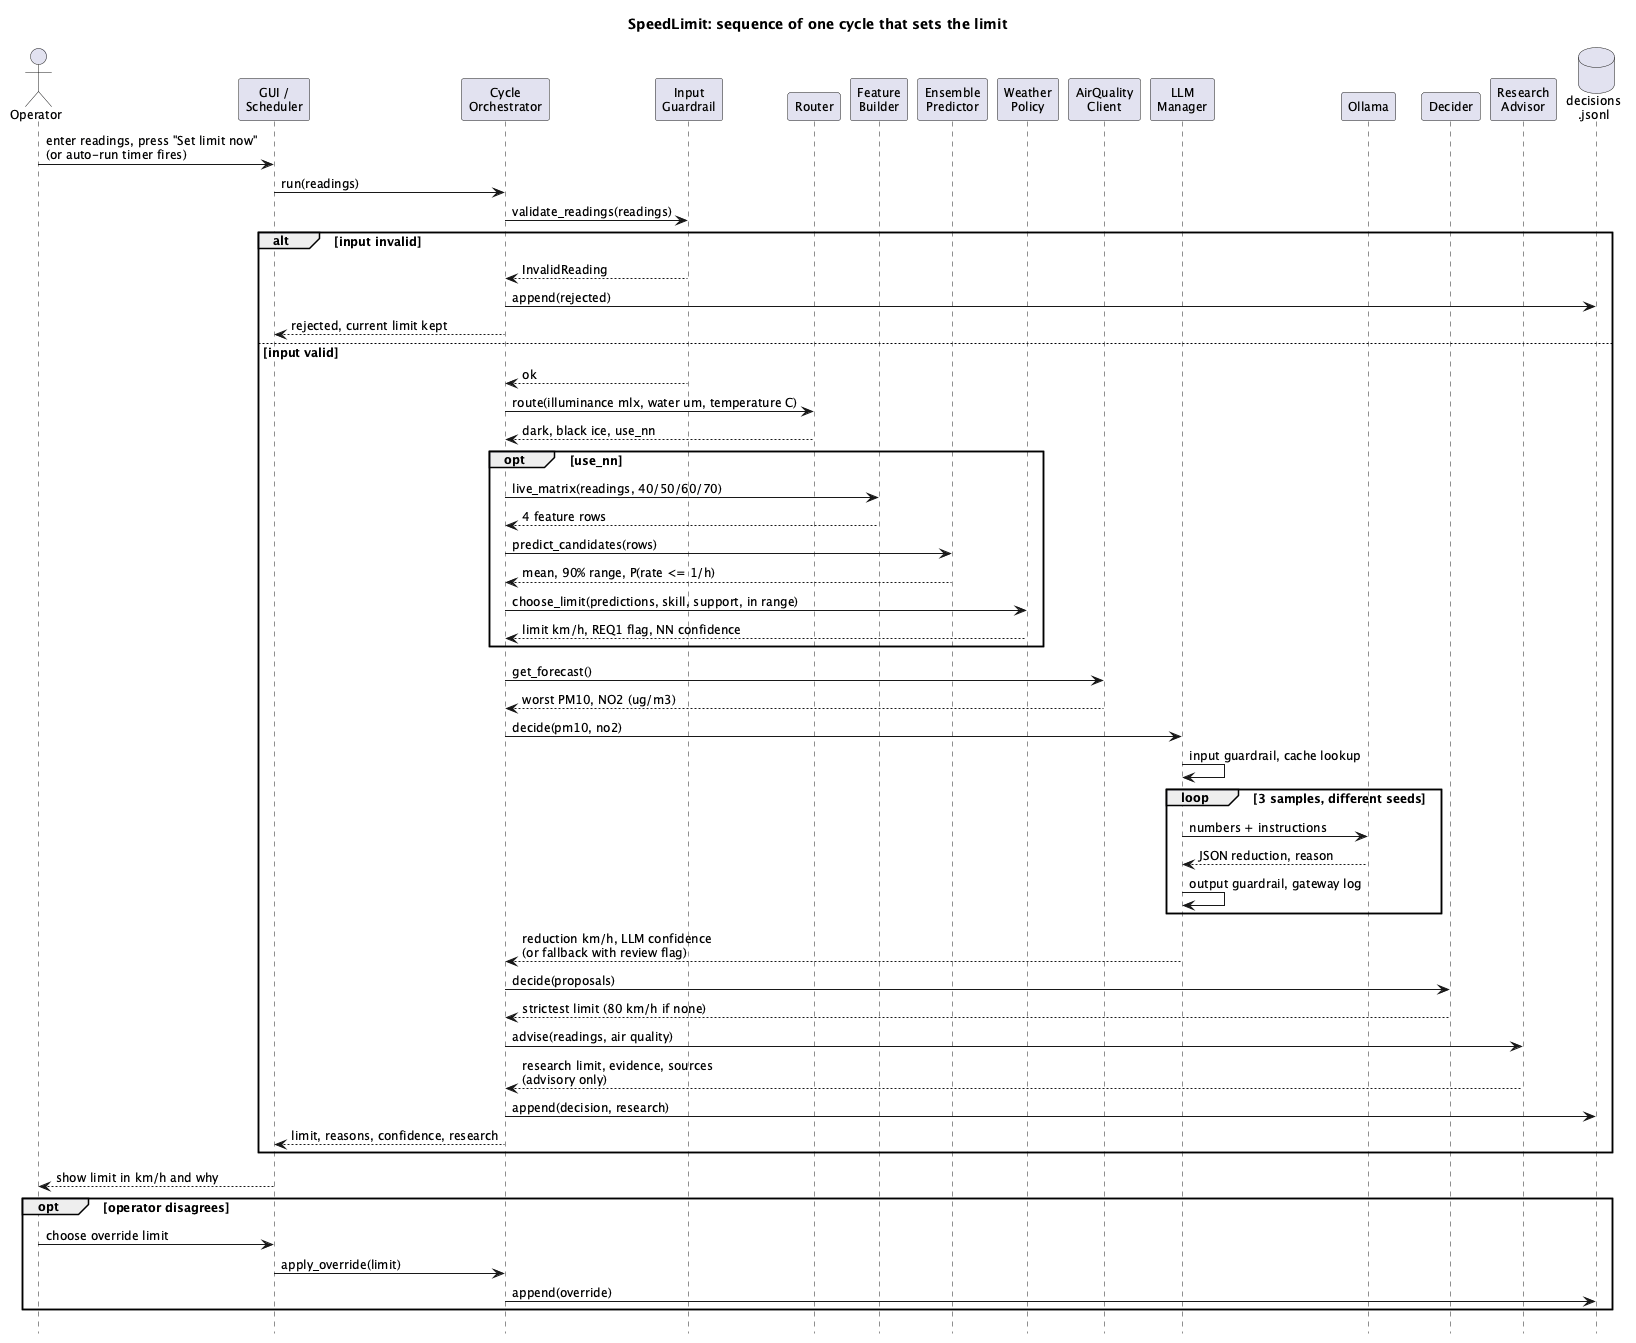 SpeedLimit: sequence of one cycle that sets the limit
Operator
GUI /
Scheduler
Cycle
Orchestrator
Input
Guardrail
Router
Feature
Builder
Ensemble
Predictor
Weather
Policy
AirQuality
Client
LLM
Manager
Ollama
Decider
Research
Advisor
decisions
.jsonl
enter readings, press "Set limit now"
(or auto-run timer fires)
run(readings)
validate_readings(readings)
alt [input invalid]
InvalidReading
append(rejected)
rejected, current limit kept
[input valid]
ok
route(illuminance mlx, water um, temperature C)
dark, black ice, use_nn
opt [use_nn]
live_matrix(readings, 40/50/60/70)
4 feature rows
predict_candidates(rows)
mean, 90% range, P(rate <= 1/h)
choose_limit(predictions, skill, support, in range)
limit km/h, REQ1 flag, NN confidence
get_forecast()
worst PM10, NO2 (ug/m3)
decide(pm10, no2)
input guardrail, cache lookup
loop [3 samples, different seeds]
numbers + instructions
JSON reduction, reason
output guardrail, gateway log
reduction km/h, LLM confidence
(or fallback with review flag)
decide(proposals)
strictest limit (80 km/h if none)
advise(readings, air quality)
research limit, evidence, sources
(advisory only)
append(decision, research)
limit, reasons, confidence, research
show limit in km/h and why
opt [operator disagrees]
choose override limit
apply_override(limit)
append(override)